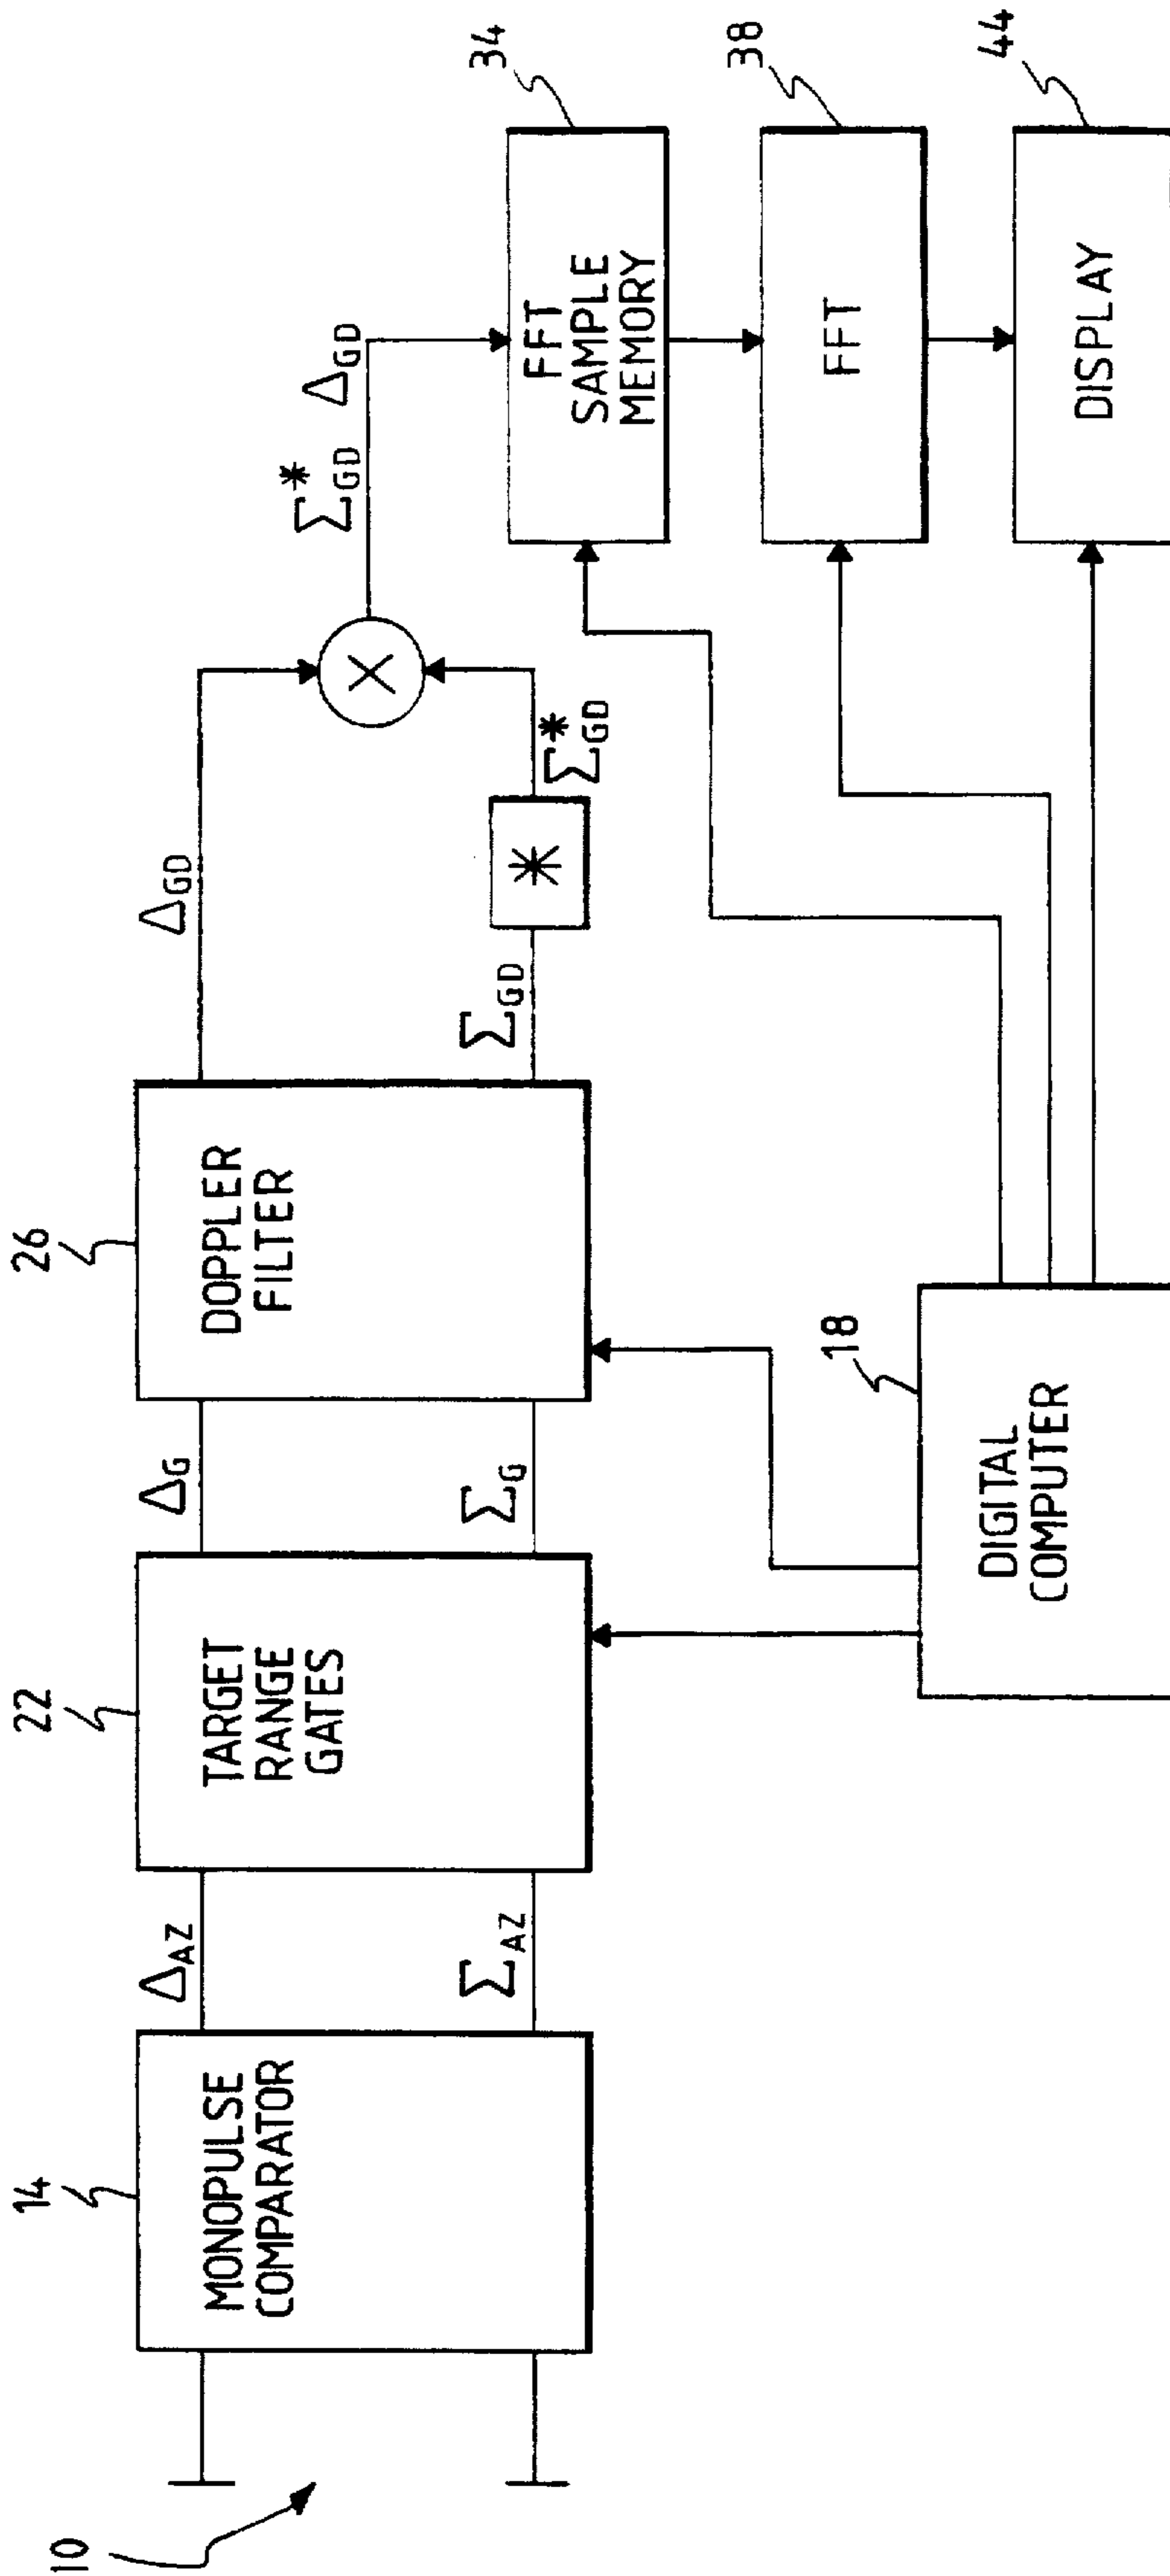 10
14
MONOPULSE
COMPARATOR
Δ_AZ
Σ_AZ
22
TARGET
RANGE
GATES
Δ_G
Σ_G
26
DOPPLER
FILTER
Δ_GD
Σ_GD
*
Σ*_GD
X
Σ*_GD Δ_GD
34
FFT
SAMPLE
MEMORY
38
FFT
44
DISPLAY
18
DIGITAL
COMPUTER